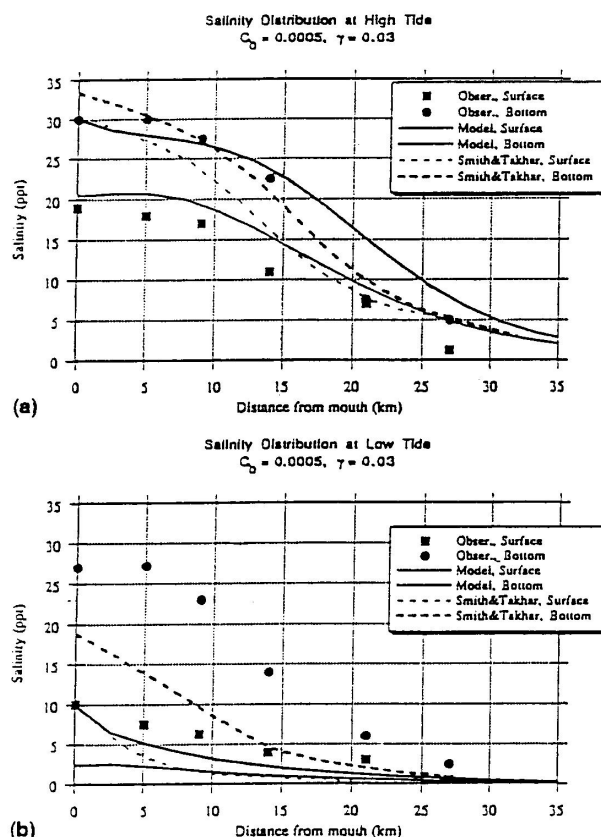 Salinity Distribution at High Tide
C_b = 0.0005, γ = 0.03
35
30
25
20
15
10
5
0
Salinity (ppt)
Obser., Surface
Obser., Bottom
Model, Surface
Model, Bottom
Smith&Takhar, Surface
Smith&Takhar, Bottom
0 5 10 15 20 25 30 35
(a)
Distance from mouth (km)
Salinity Distribution at Low Tide
C_b = 0.0005, γ = 0.03
35
30
25
20
15
10
5
0
Salinity (ppt)
Obser., Surface
Obser., Bottom
Model, Surface
Model, Bottom
Smith&Takhar, Surface
Smith&Takhar, Bottom
0 5 10 15 20 25 30 35
(b)
Distance from mouth (km)